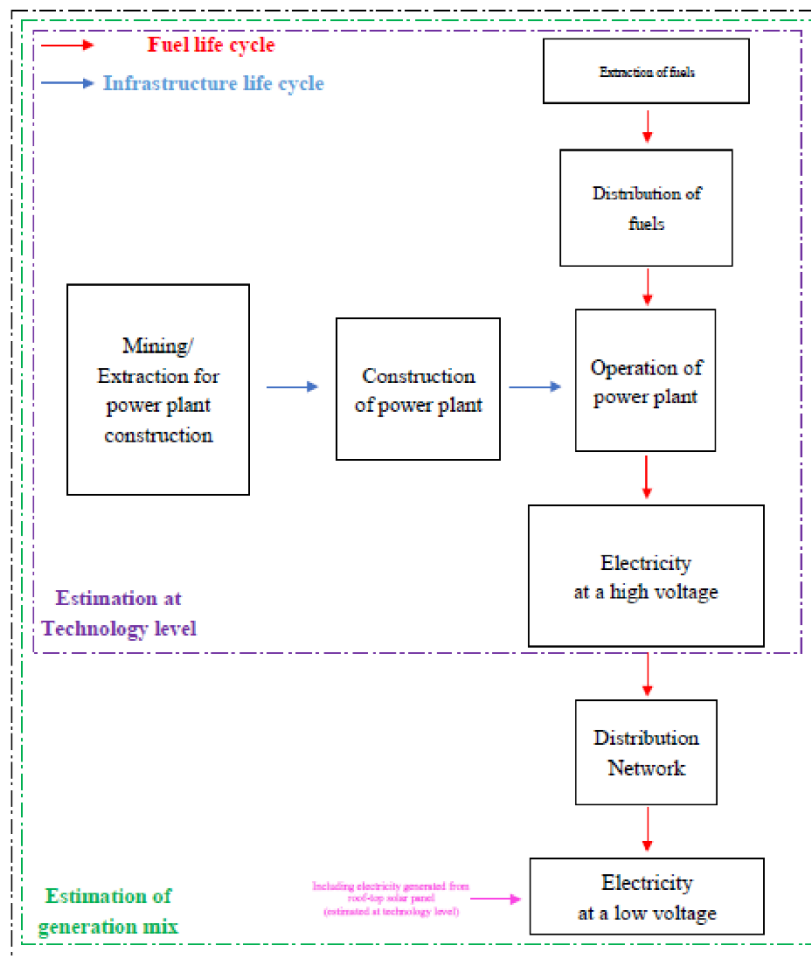 Fuel life cycle
Infrastructure life cycle
Extraction of fuels
Distribution of
fuels
Mining/
Extraction for
power plant
construction
Construction
of power plant
Operation of
power plant
Electricity
at a high voltage
Estimation at
Technology level
Distribution
Network
Including electricity generated from
roof-top solar panel
(estimated at technology level)
Electricity
at a low voltage
Estimation of
generation mix